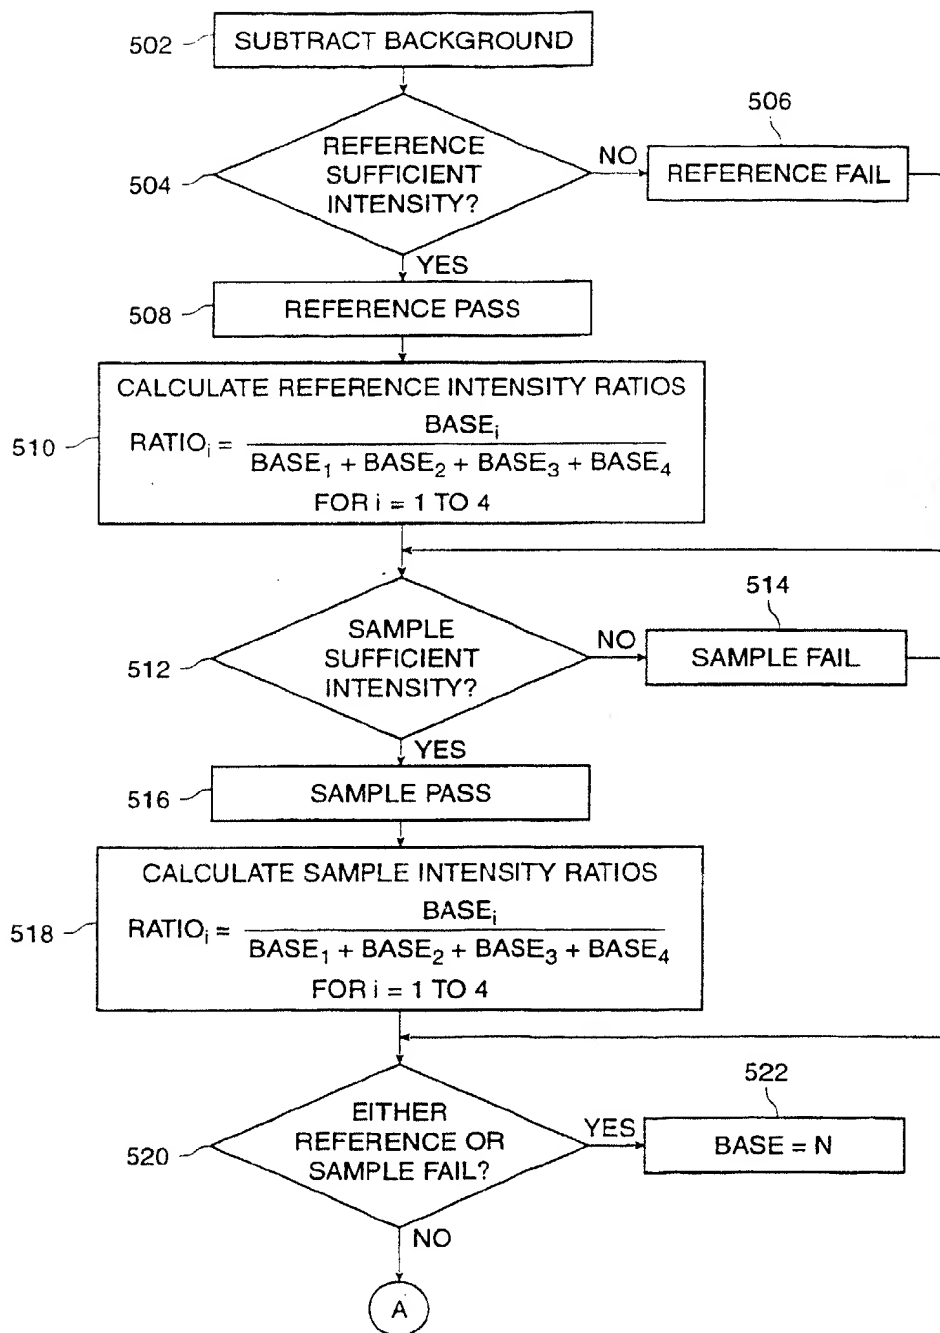 502
SUBTRACT BACKGROUND
504
REFERENCE
SUFFICIENT
INTENSITY?
NO
506
REFERENCE FAIL
YES
508
REFERENCE PASS
510
CALCULATE REFERENCE INTENSITY RATIOS
RATIOᵢ = BASEᵢ / BASE₁ + BASE₂ + BASE₃ + BASE₄
FOR i = 1 TO 4
512
SAMPLE
SUFFICIENT
INTENSITY?
NO
514
SAMPLE FAIL
YES
516
SAMPLE PASS
518
CALCULATE SAMPLE INTENSITY RATIOS
RATIOᵢ = BASEᵢ / BASE₁ + BASE₂ + BASE₃ + BASE₄
FOR i = 1 TO 4
520
EITHER
REFERENCE OR
SAMPLE FAIL?
YES
522
BASE = N
NO
A